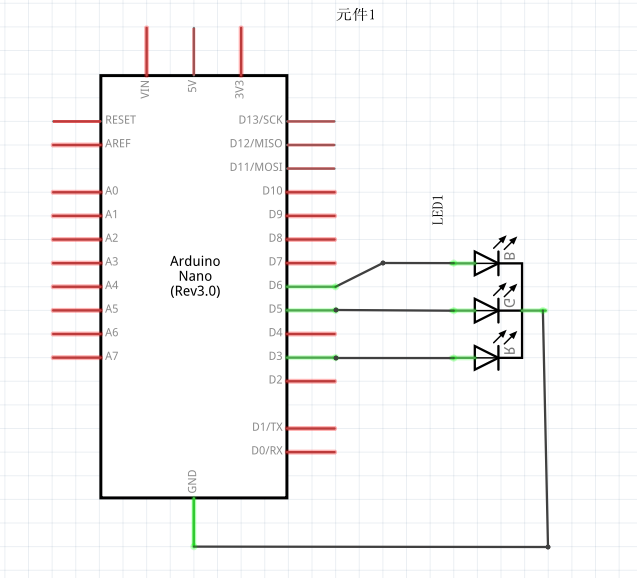 元件1
VIN
5V
3V3
RESET
AREF
D13/SCK
D12/MISO
D11/MOSI
A0
A1
A2
A3
A4
A5
A6
A7
D10
D9
D8
D7
D6
D5
D4
D3
D2
D1/TX
D0/RX
Arduino
Nano
(Rev3.0)
GND
LED1
B
G
R